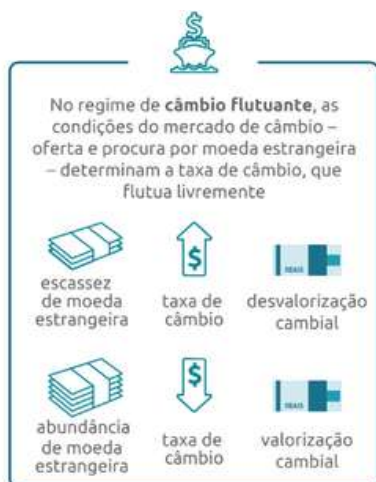 $
No regime de câmbio flutuante, as
condições do mercado de câmbio –
oferta e procura por moeda estrangeira
– determinam a taxa de câmbio, que
flutua livremente
$
escassez
de moeda
estrangeira
taxa de
câmbio
REAIS
desvalorização
cambial
$
abundância
de moeda
estrangeira
taxa de
câmbio
REAIS
valorização
cambial